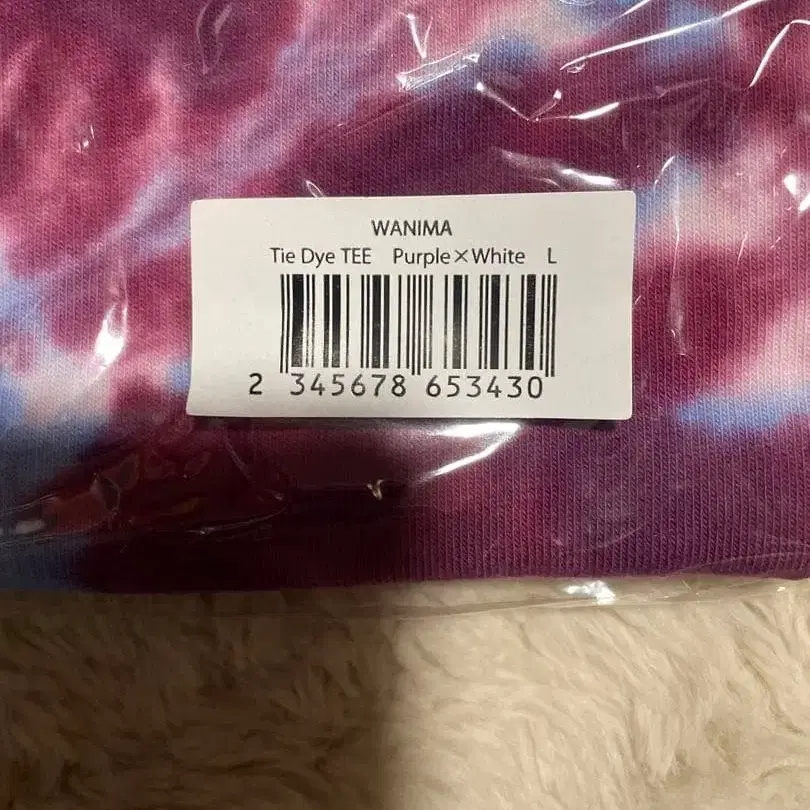 WANIMA
Tie Dye TEE Purple×White L
2 345678 653430